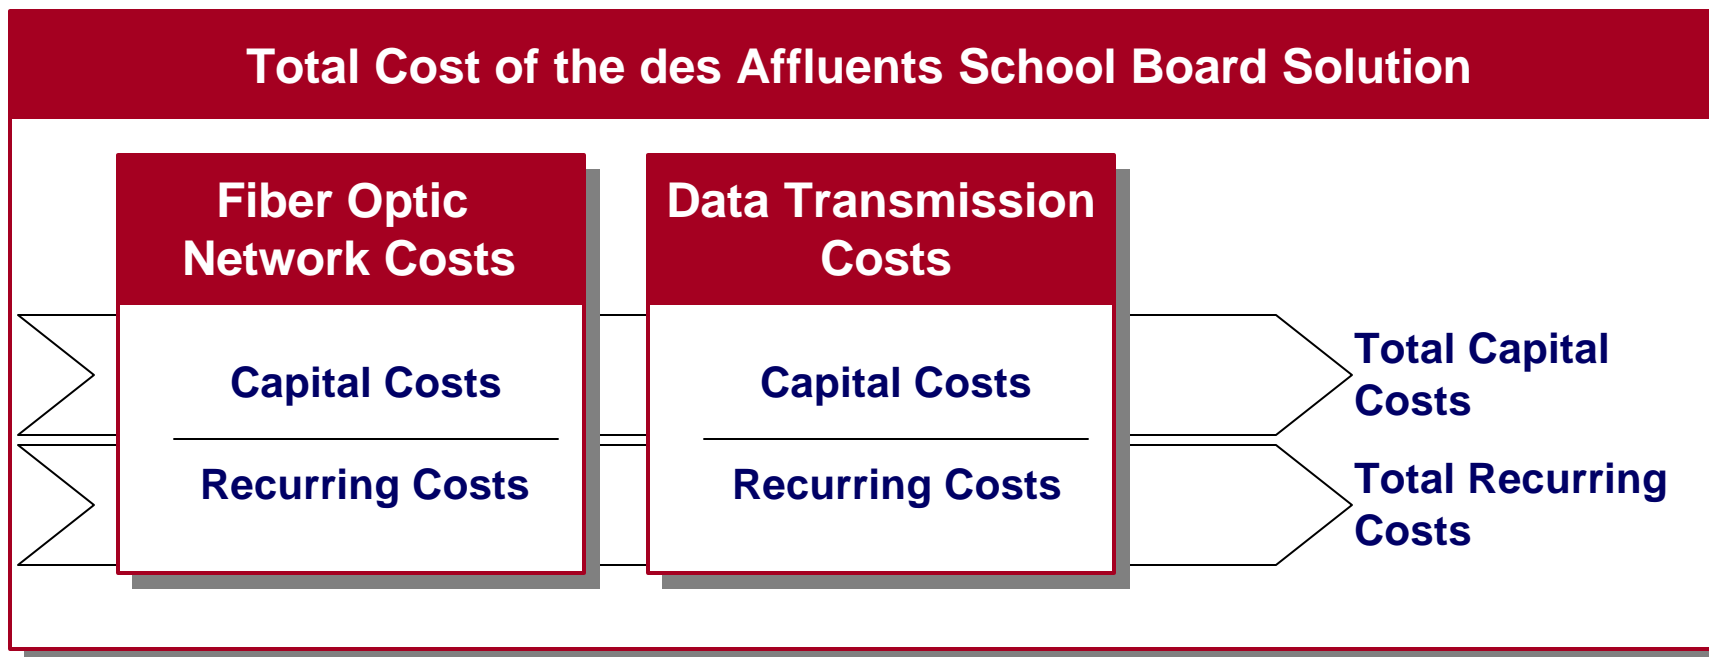 Total Cost of the des Affluents School Board Solution
Fiber Optic
Network Costs
Capital Costs
Recurring Costs
Data Transmission
Costs
Capital Costs
Recurring Costs
Total Capital
Costs
Total Recurring
Costs